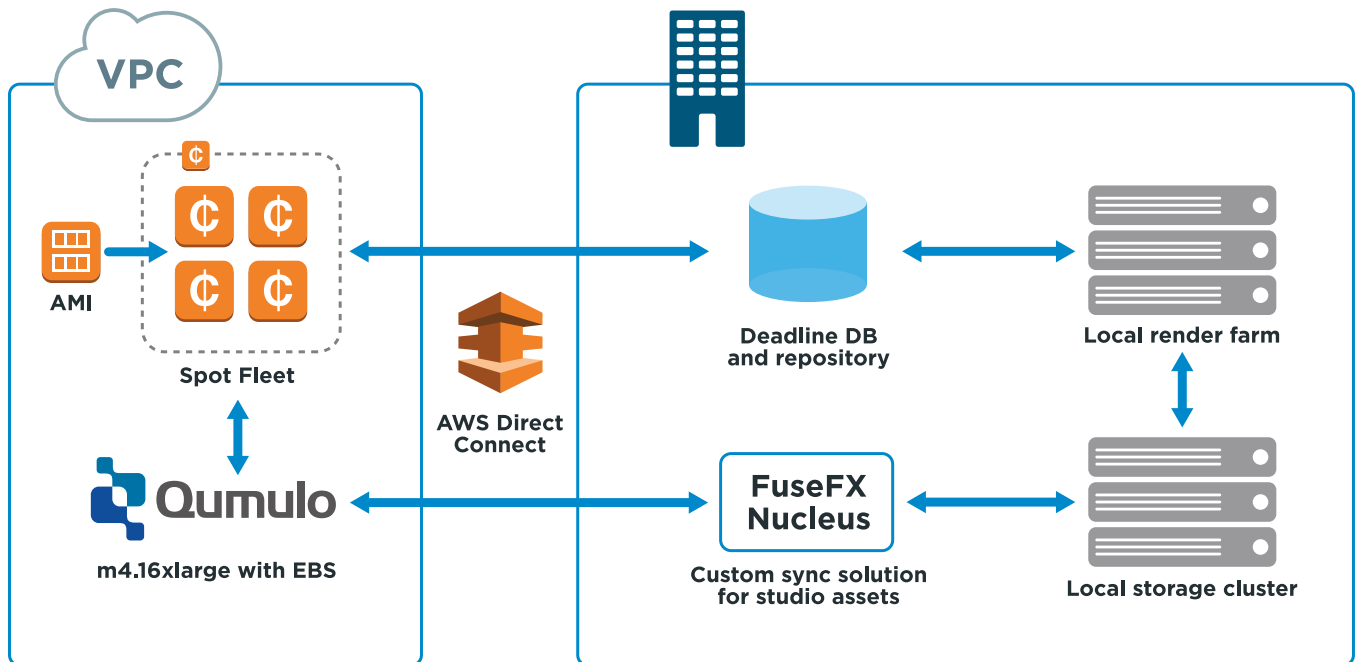 VPC
₵
₵ ₵
₵ ₵
AMI
Spot Fleet
Qumulo
m4.16xlarge with EBS
AWS Direct
Connect
Deadline DB
and repository
Local render farm
FuseFX
Nucleus
Custom sync solution
for studio assets
Local storage cluster